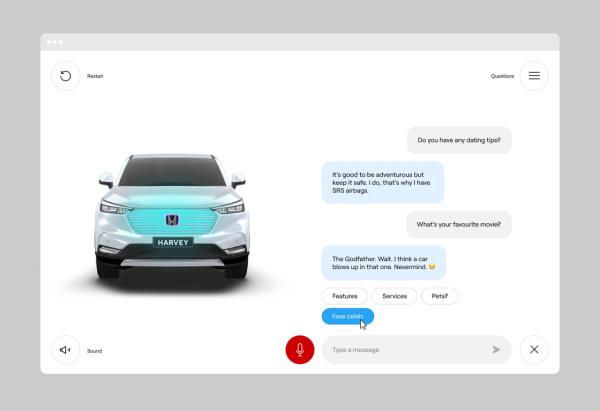 Restart
Questions
Do you have any dating tips?
It's good to be adventurous but
keep it safe. I do, that's why I have
SRS airbags.
What's your favourite movie?
HARVEY
The Godfather. Wait. I think a car
blows up in that one. Nevermind. 😔
Features
Services
Pets?
Fave celeb
Sound
Type a message